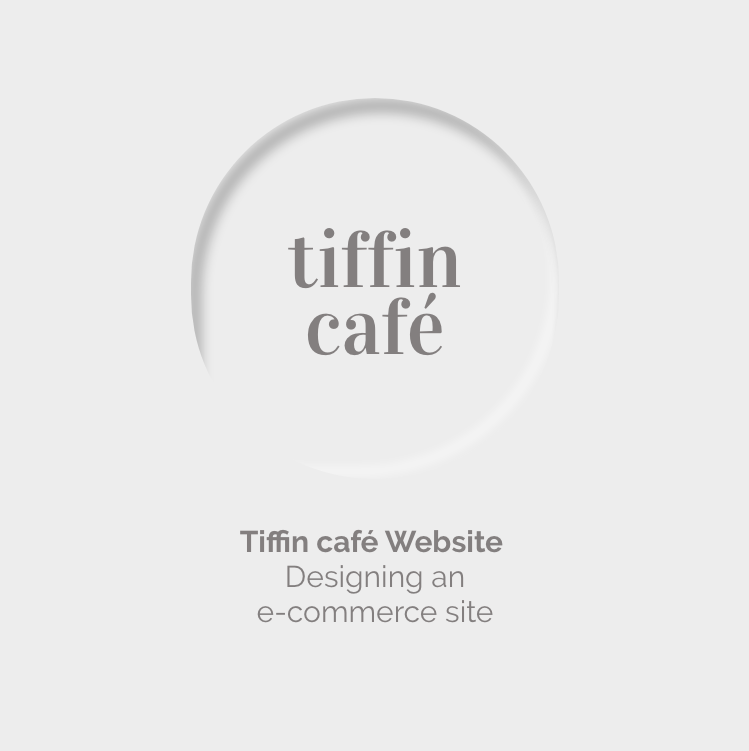 tiffin
café
Tiffin café Website
Designing an
e-commerce site